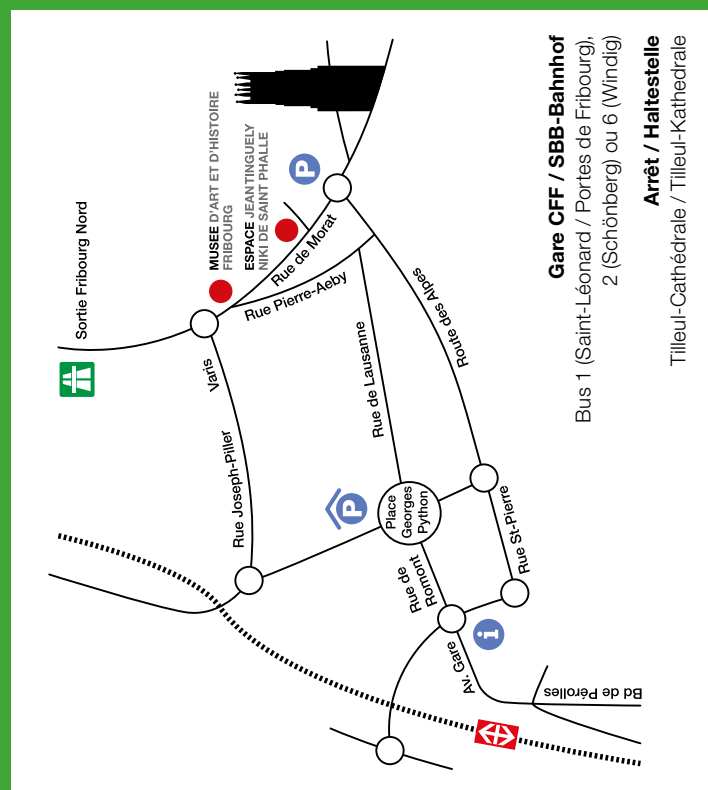 Sortie Fribourg Nord
MUSEE D'ART ET D'HISTOIRE
FRIBOURG
ESPACE JEAN TINGUELY
NIKI DE SAINT PHALLE
P
Rue de Morat
Rue Pierre-Aeby
Varis
Rue Joseph-Piller
Rue de Lausanne
Route des Alpes
P
Place
Georges
Python
Rue St-Pierre
Rue de
Romont
i
Av. Gare
Bd de Pérolles
Gare CFF / SBB-Bahnhof
Bus 1 (Saint-Léonard / Portes de Fribourg),
2 (Schönberg) ou 6 (Windig)
Arrêt / Haltestelle
Tilleul-Cathédrale / Tilleul-Kathedrale